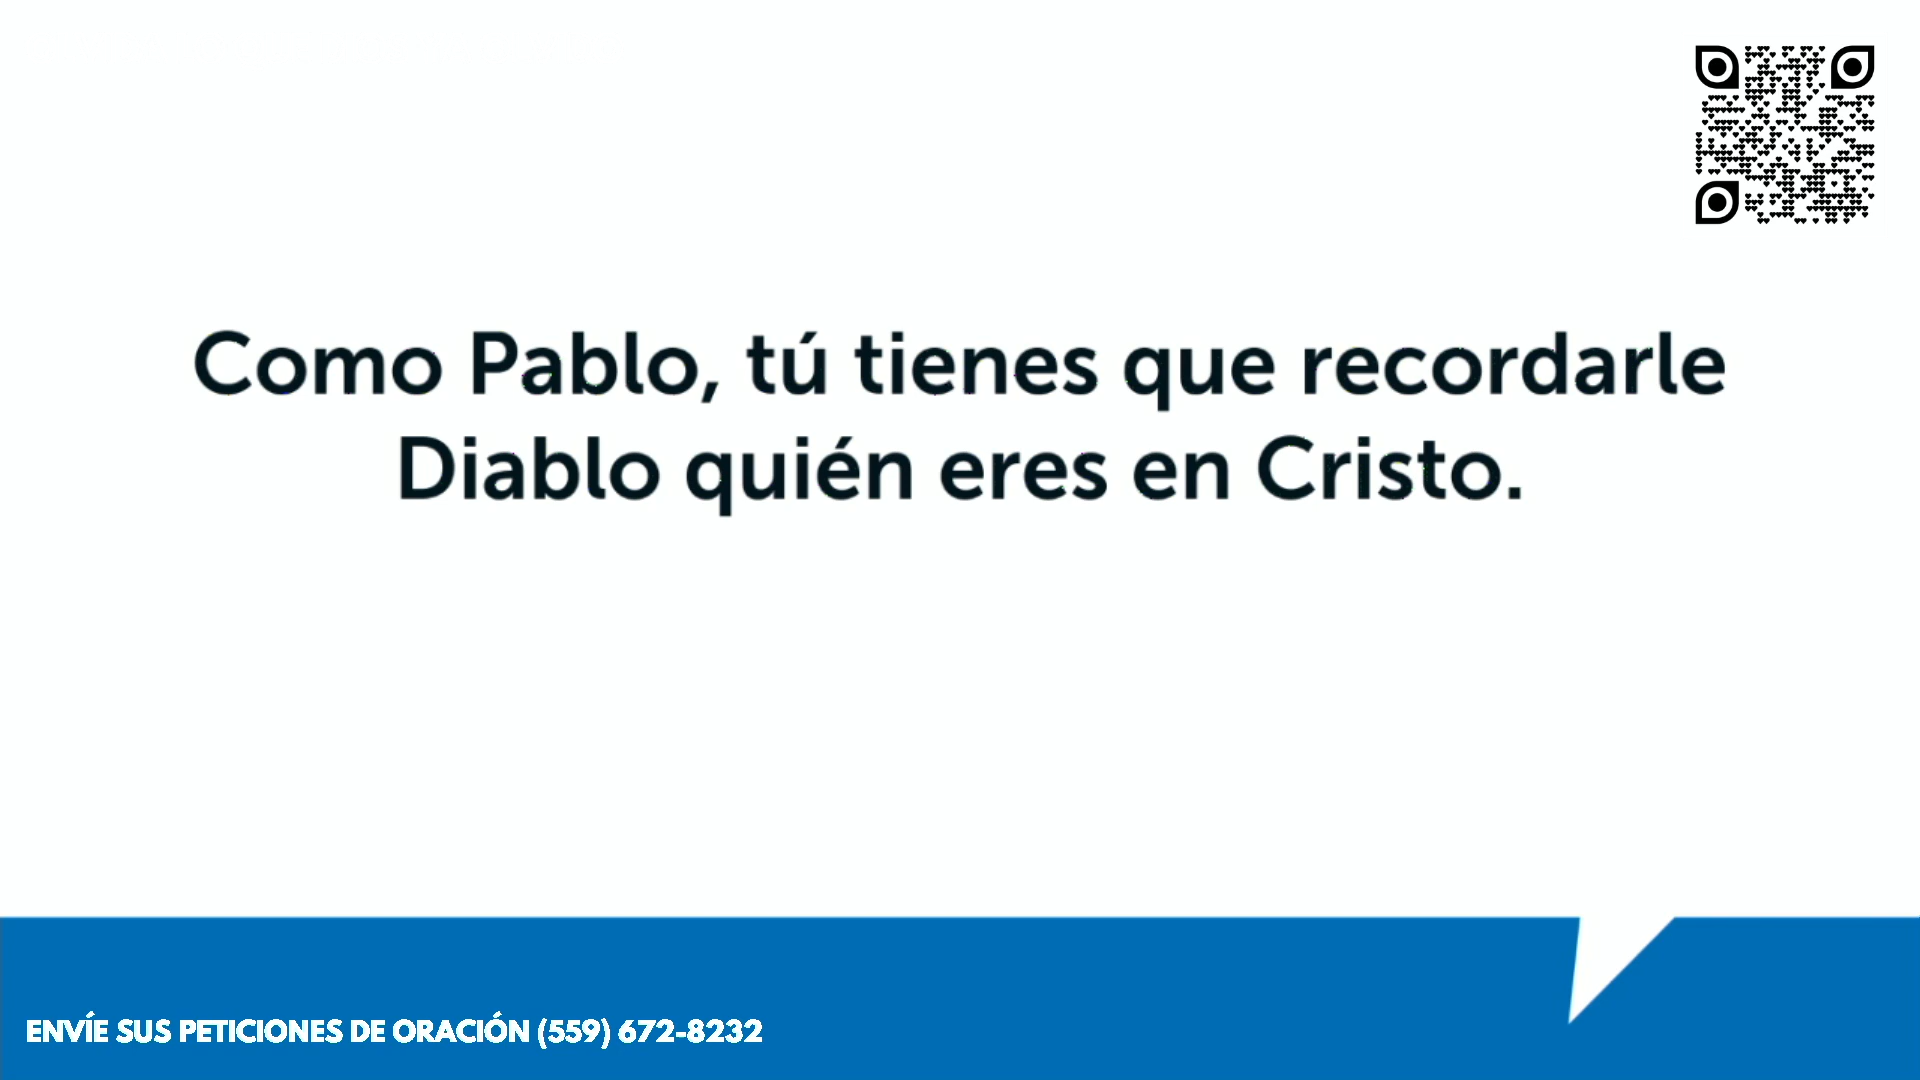 Como Pablo, tú tienes que recordarle
Diablo quién eres en Cristo.
ENVÍE SUS PETICIONES DE ORACIÓN (559) 672-8232